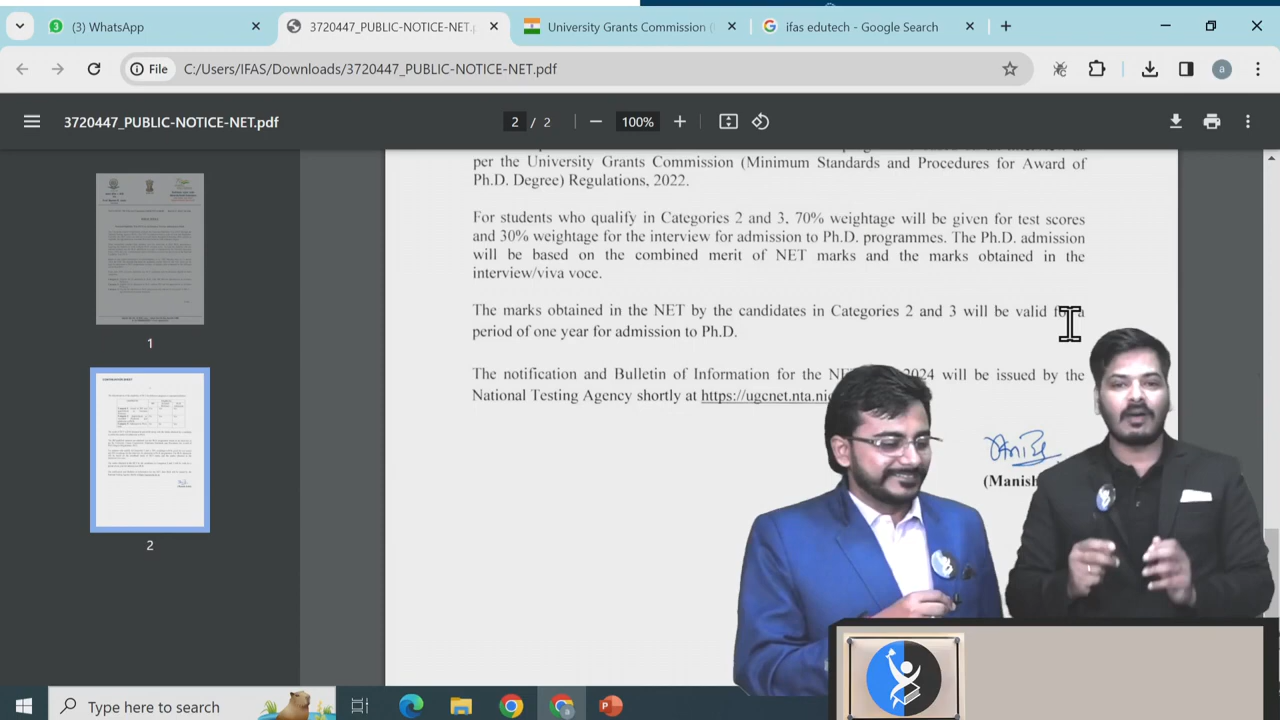 (3) WhatsApp
3720447_PUBLIC-NOTICE-NET.p
University Grants Commission (
ifas edutech - Google Search
File
C:/Users/IFAS/Downloads/3720447_PUBLIC-NOTICE-NET.pdf
a
3720447_PUBLIC-NOTICE-NET.pdf
2 / 2
100%
per the University Grants Commission (Minimum Standards and Procedures for Award of
Ph.D. Degree) Regulations, 2022.
For students who qualify in Categories 2 and 3, 70% weightage will be given for test scores
and 30% weightage for the interview for admission to Ph.D. programmes. The Ph.D. admission
will be based on the combined merit of NET marks and the marks obtained in the
interview/viva voce.
The marks obtained in the NET by the candidates in Categories 2 and 3 will be valid for a
period of one year for admission to Ph.D.
The notification and Bulletin of Information for the NE 2024 will be issued by the
National Testing Agency shortly at https://ugcnet.nta.nic
(Manish
1
2
Type here to search